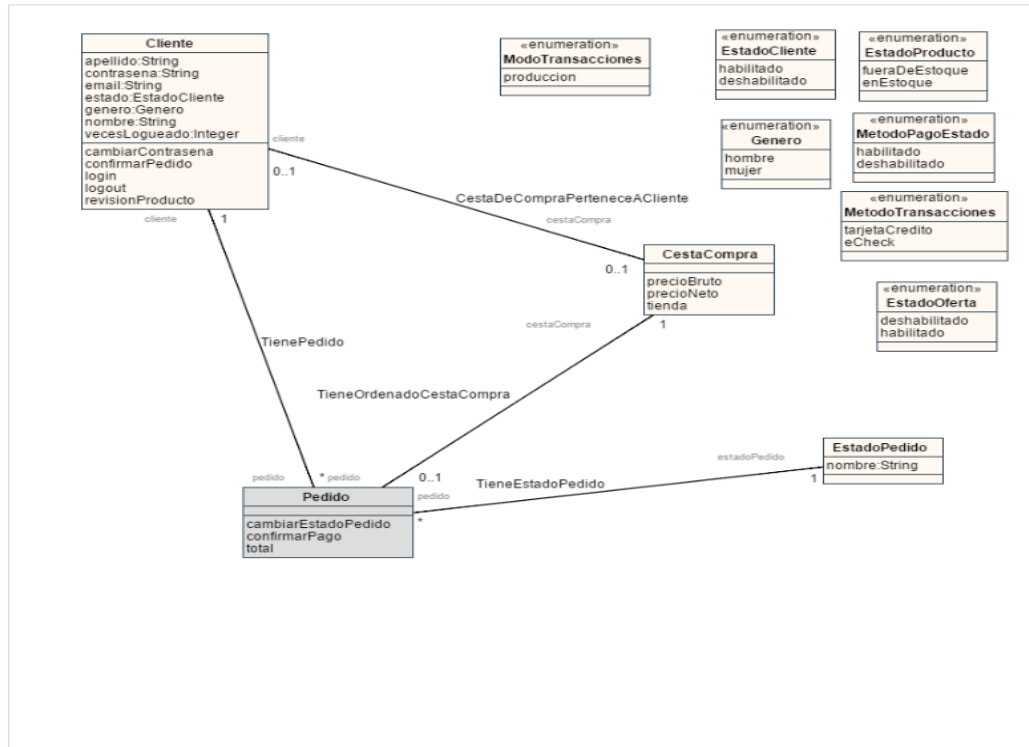 Cliente
apellido:String
contrasena:String
email:String
estado:EstadoCliente
genero:Genero
nombre:String
vecesLogueado:Integer
cambiarContrasena
confirmarPedido
login
logout
revisionProducto
«enumeration»
ModoTransacciones
produccion
«enumeration»
EstadoCliente
habilitado
deshabilitado
«enumeration»
EstadoProducto
fueraDeEstoque
enEstoque
«enumeration»
Genero
hombre
mujer
«enumeration»
MetodoPagoEstado
habilitado
deshabilitado
«enumeration»
MetodoTransacciones
tarjetaCredito
eCheck
«enumeration»
EstadoOferta
deshabilitado
habilitado
cliente
0..1
CestaDeCompraPerteneceACliente
cestaCompra
0..1
cliente
1
CestaCompra
precioBruto
precioNeto
tienda
cestaCompra
1
TienePedido
TieneOrdenadoCestaCompra
EstadoPedido
nombre:String
estadoPedido
1
TieneEstadoPedido
pedido
* pedido
0..1
pedido
*
Pedido
cambiarEstadoPedido
confirmarPago
total